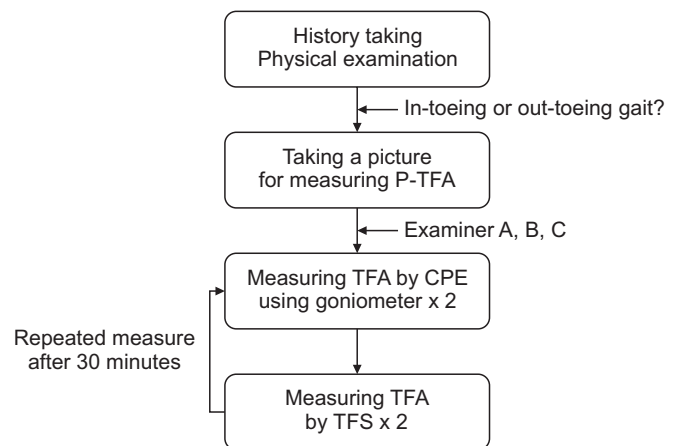 History taking
Physical examination
In-toeing or out-toeing gait?
Taking a picture
for measuring P-TFA
Examiner A, B, C
Measuring TFA by CPE
using goniometer x 2
Repeated measure
after 30 minutes
Measuring TFA
by TFS x 2